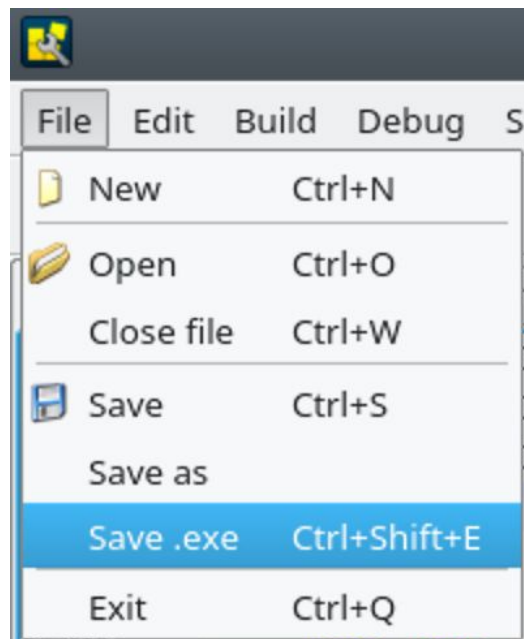 File Edit Build Debug S
New Ctrl+N
Open Ctrl+O
Close file Ctrl+W
Save Ctrl+S
Save as
Save .exe Ctrl+Shift+E
Exit Ctrl+Q